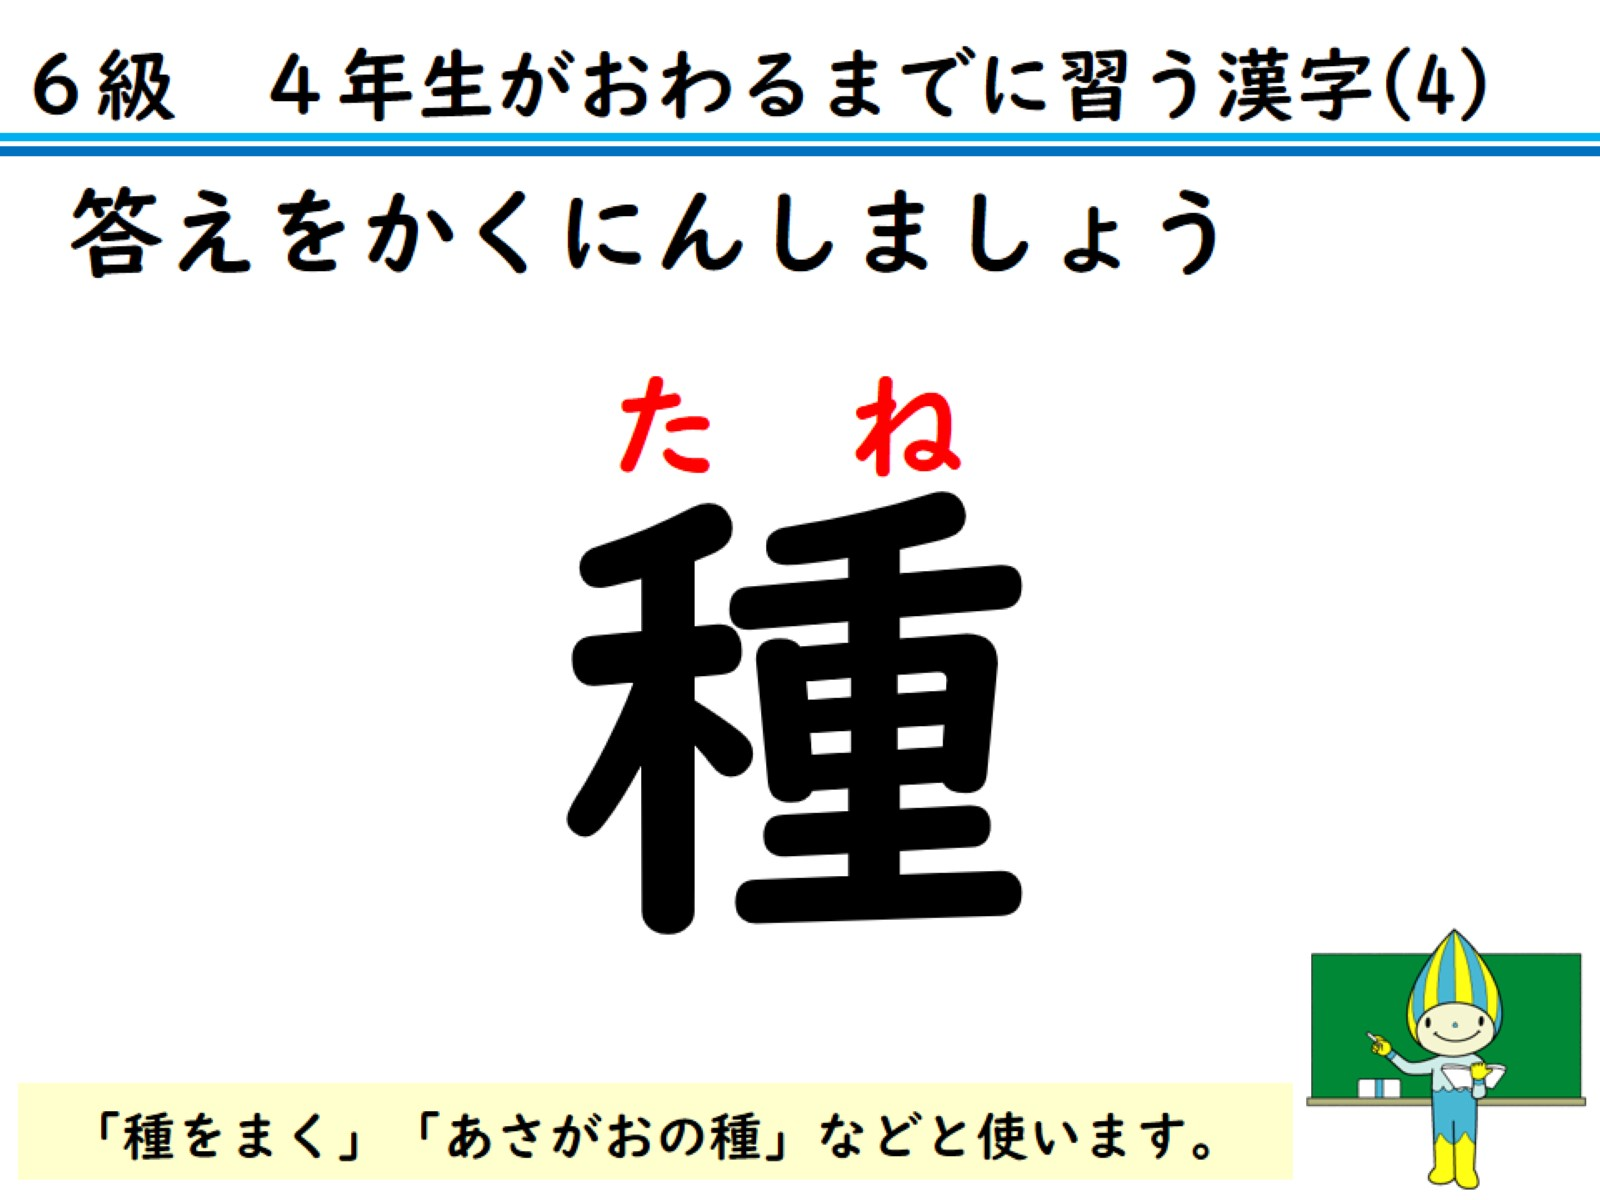 ６級　４年生がおわるまでに習う漢字(4)
答えをかくにんしましょう
たね
種
「種をまく」「あさがおの種」などと使います。